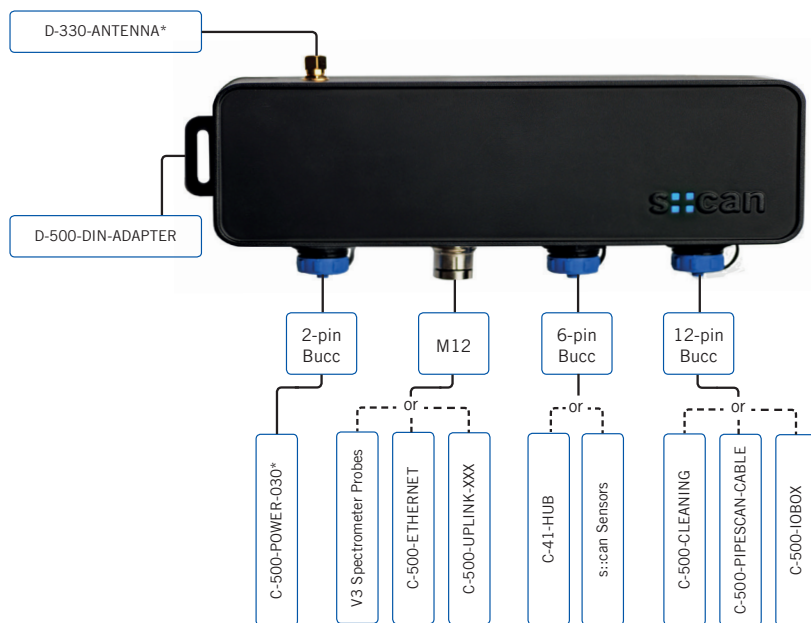 D-330-ANTENNA*
s::can
D-500-DIN-ADAPTER
2-pin
Bucc
M12
6-pin
Bucc
12-pin
Bucc
or
or
or
C-500-POWER-030*
V3 Spectrometer Probes
C-500-ETHERNET
C-500-UPLINK-XXX
C-41-HUB
s::can Sensors
C-500-CLEANING
C-500-PIPESCAN-CABLE
C-500-IOBOX